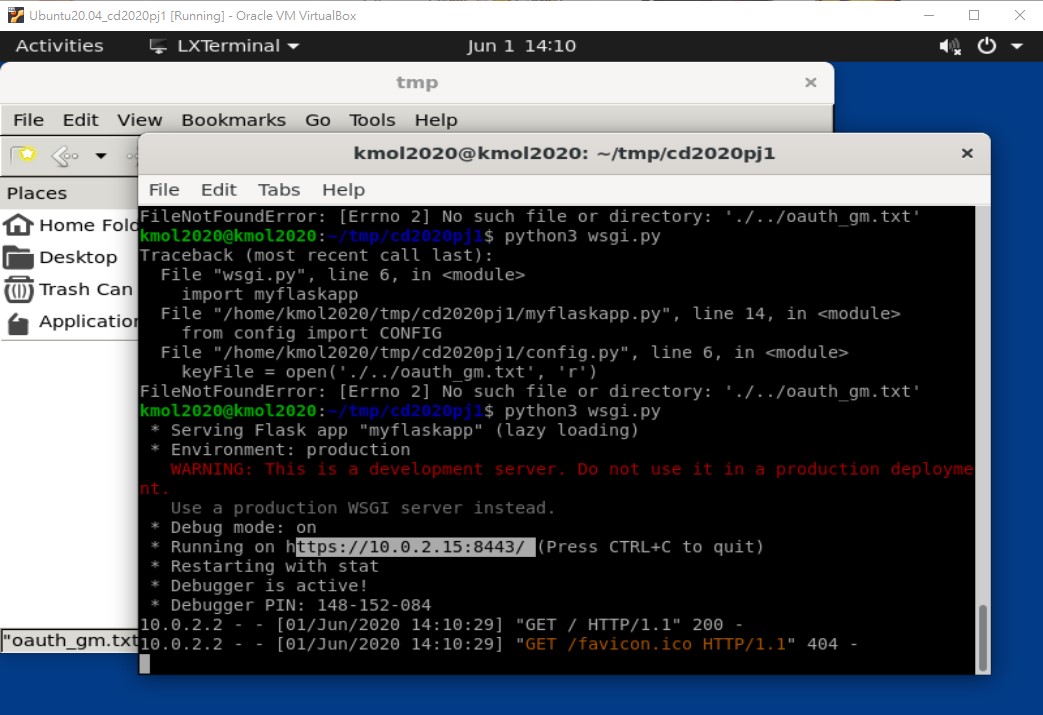 Ubuntu20.04_cd2020pj1 [Running] - Oracle VM VirtualBox
Activities LXTerminal Jun 1 14:10
tmp
File Edit View Bookmarks Go Tools Help
Places
Home Fold
Desktop
Trash Can
Application
"oauth_gm.txt
kmol2020@kmol2020: ~/tmp/cd2020pj1
File Edit Tabs Help
FileNotFoundError: [Errno 2] No such file or directory: './../oauth_gm.txt'
kmol2020@kmol2020:~/tmp/cd2020pj1$ python3 wsgi.py
Traceback (most recent call last):
  File "wsgi.py", line 6, in <module>
    import myflaskapp
  File "/home/kmol2020/tmp/cd2020pj1/myflaskapp.py", line 14, in <module>
    from config import CONFIG
  File "/home/kmol2020/tmp/cd2020pj1/config.py", line 6, in <module>
    keyFile = open('./../oauth_gm.txt', 'r')
FileNotFoundError: [Errno 2] No such file or directory: './../oauth_gm.txt'
kmol2020@kmol2020:~/tmp/cd2020pj1$ python3 wsgi.py
 * Serving Flask app "myflaskapp" (lazy loading)
 * Environment: production
   WARNING: This is a development server. Do not use it in a production deployme
nt.
   Use a production WSGI server instead.
 * Debug mode: on
 * Running on https://10.0.2.15:8443/ (Press CTRL+C to quit)
 * Restarting with stat
 * Debugger is active!
 * Debugger PIN: 148-152-084
10.0.2.2 - - [01/Jun/2020 14:10:29] "GET / HTTP/1.1" 200 -
10.0.2.2 - - [01/Jun/2020 14:10:29] "GET /favicon.ico HTTP/1.1" 404 -